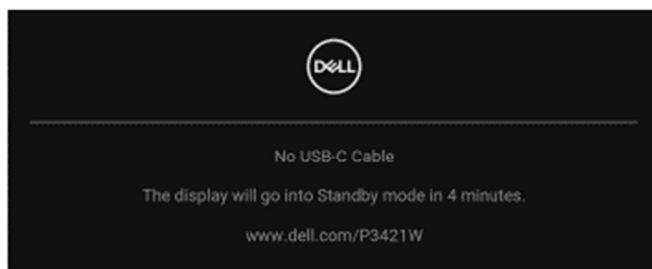 DELL
No USB-C Cable
The display will go into Standby mode in 4 minutes.
www.dell.com/P3421W